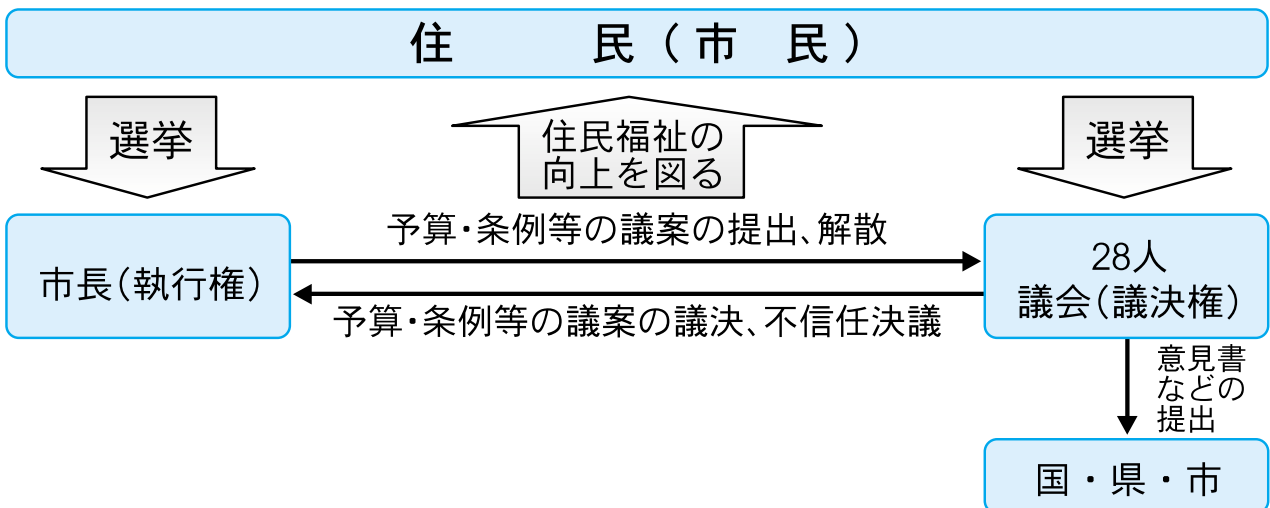 住　民（市　民）
選挙
住民福祉の
向上を図る
選挙
予算・条例等の議案の提出、解散
市長（執行権）
28人
議会（議決権）
予算・条例等の議案の議決、不信任決議
意見書
などの
提出
国・県・市